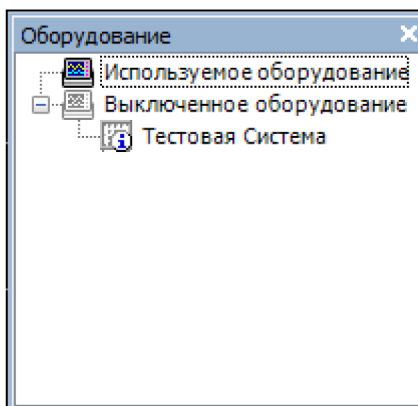 Оборудование
Используемое оборудование
Выключенное оборудование
Тестовая Система